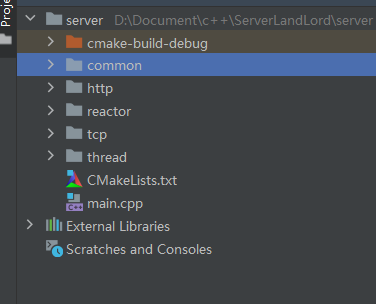 Proje
server D:\Document\c++\ServerLandLord\server
cmake-build-debug
common
http
reactor
tcp
thread
CMakeLists.txt
main.cpp
External Libraries
Scratches and Consoles